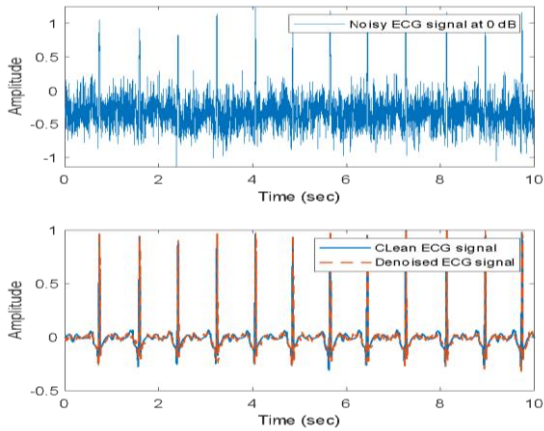 1
0.5
0
-0.5
-1
Amplitude
Noisy ECG signal at 0 dB
0 2 4 6 8 10
Time (sec)
1
0.5
0
-0.5
Amplitude
CLean ECG signal
Denoised ECG signal
0 2 4 6 8 10
Time (sec)